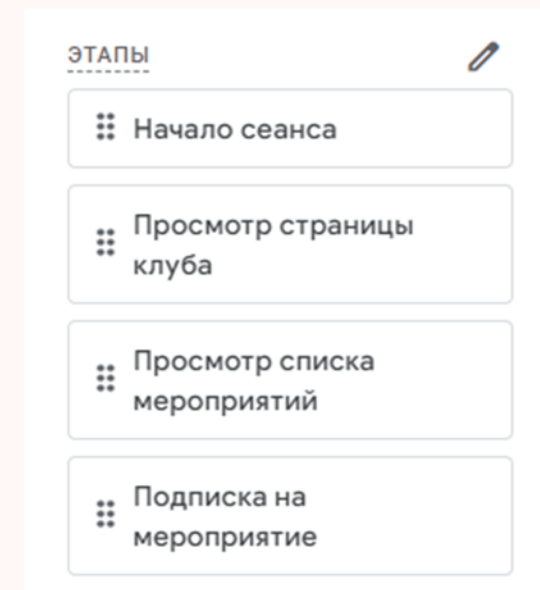 ЭТАПЫ
Начало сеанса
Просмотр страницы
клуба
Просмотр списка
мероприятий
Подписка на
мероприятие